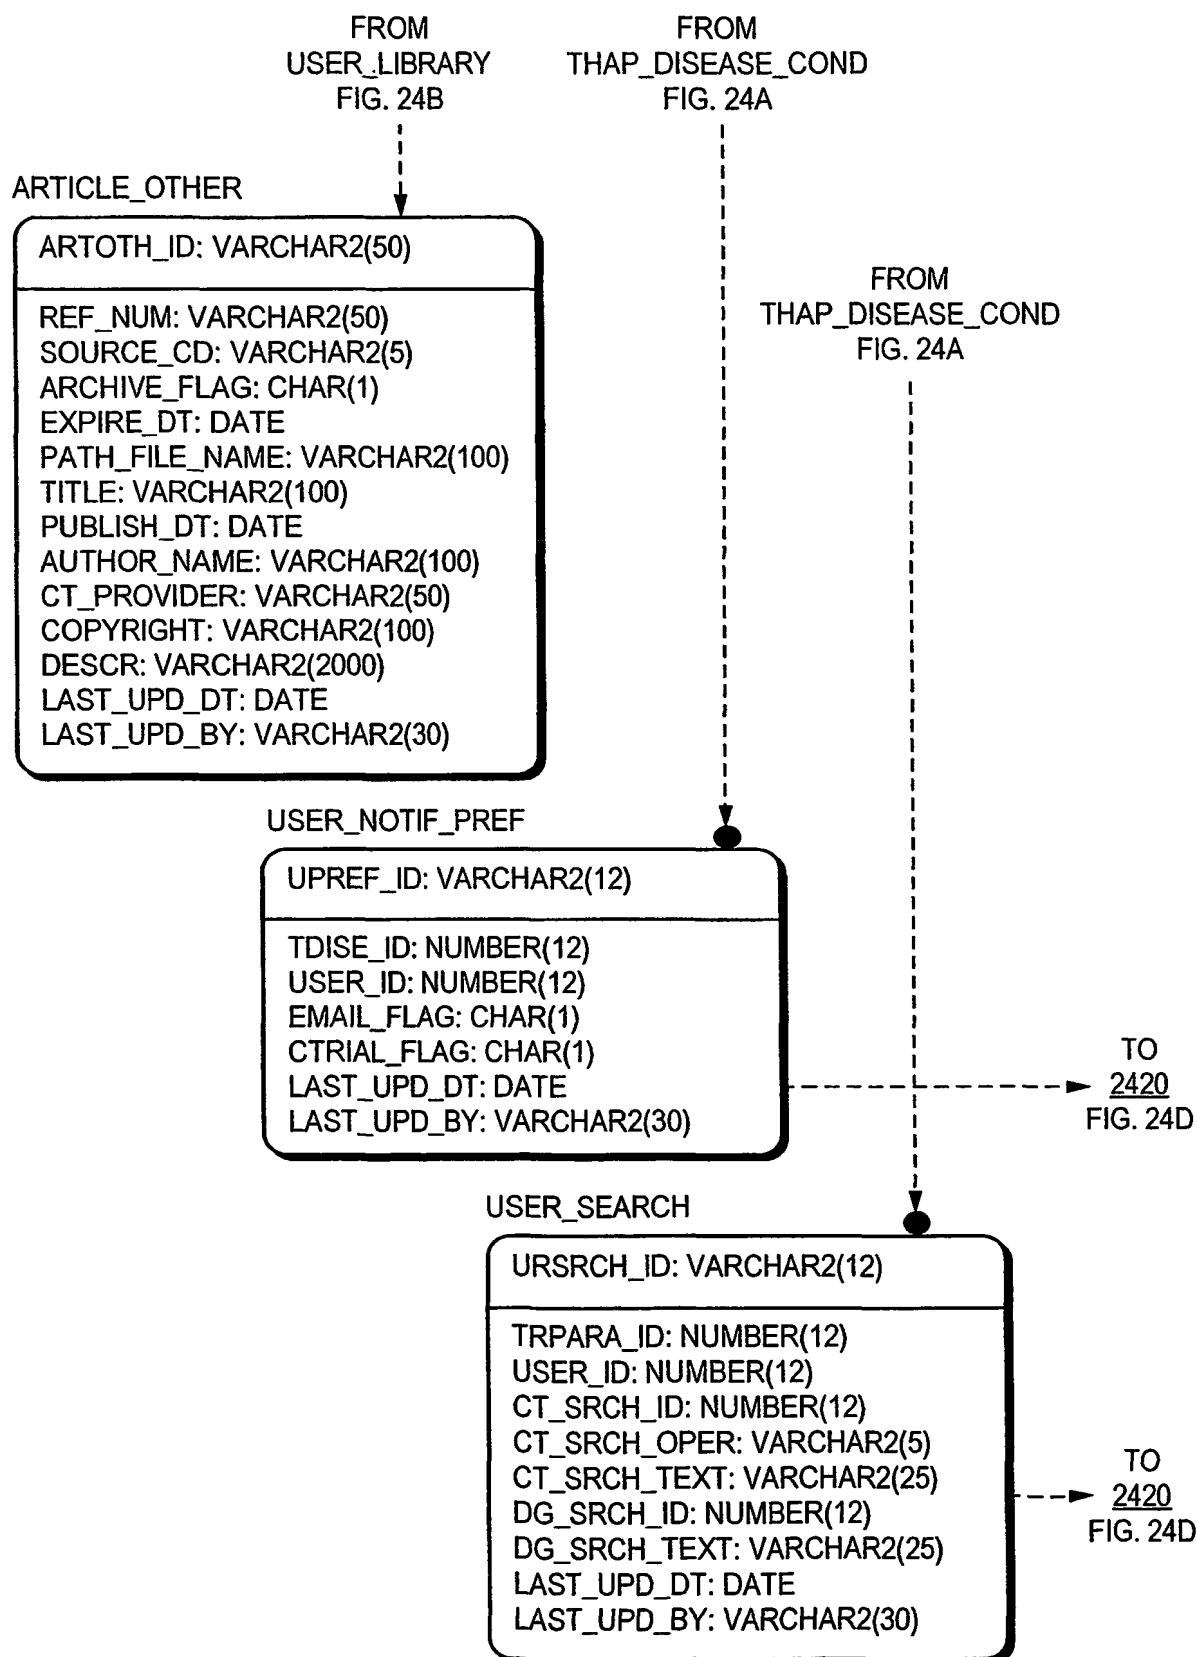 FROM
USER_LIBRARY
FIG. 24B
FROM
THAP_DISEASE_COND
FIG. 24A
ARTICLE_OTHER
ARTOTH_ID: VARCHAR2(50)
REF_NUM: VARCHAR2(50)
SOURCE_CD: VARCHAR2(5)
ARCHIVE_FLAG: CHAR(1)
EXPIRE_DT: DATE
PATH_FILE_NAME: VARCHAR2(100)
TITLE: VARCHAR2(100)
PUBLISH_DT: DATE
AUTHOR_NAME: VARCHAR2(100)
CT_PROVIDER: VARCHAR2(50)
COPYRIGHT: VARCHAR2(100)
DESCR: VARCHAR2(2000)
LAST_UPD_DT: DATE
LAST_UPD_BY: VARCHAR2(30)
FROM
THAP_DISEASE_COND
FIG. 24A
USER_NOTIF_PREF
UPREF_ID: VARCHAR2(12)
TDISE_ID: NUMBER(12)
USER_ID: NUMBER(12)
EMAIL_FLAG: CHAR(1)
CTRIAL_FLAG: CHAR(1)
LAST_UPD_DT: DATE
LAST_UPD_BY: VARCHAR2(30)
TO
2420
FIG. 24D
USER_SEARCH
URSRCH_ID: VARCHAR2(12)
TRPARA_ID: NUMBER(12)
USER_ID: NUMBER(12)
CT_SRCH_ID: NUMBER(12)
CT_SRCH_OPER: VARCHAR2(5)
CT_SRCH_TEXT: VARCHAR2(25)
DG_SRCH_ID: NUMBER(12)
DG_SRCH_TEXT: VARCHAR2(25)
LAST_UPD_DT: DATE
LAST_UPD_BY: VARCHAR2(30)
TO
2420
FIG. 24D